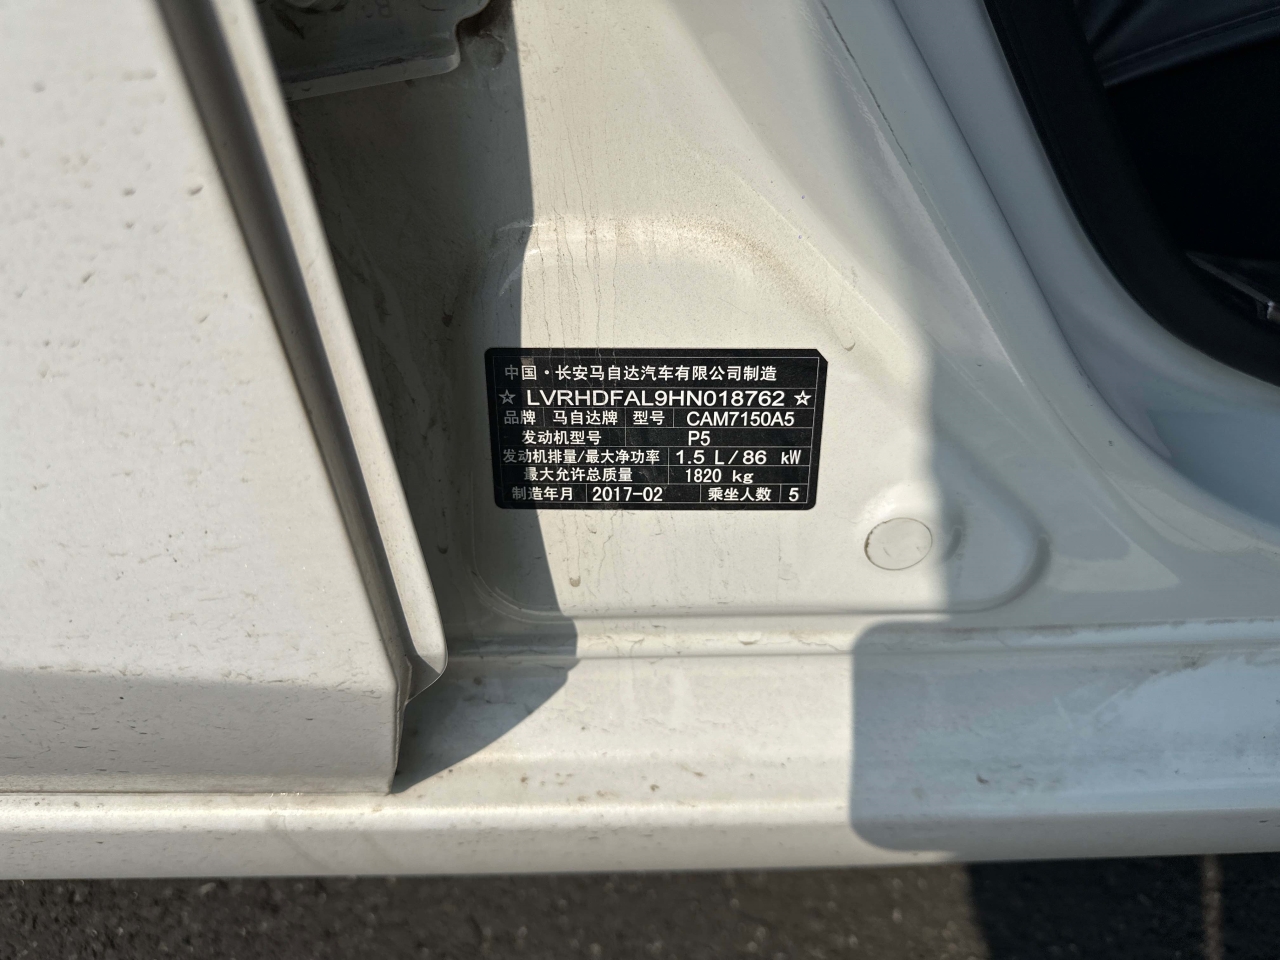 中国·长安马自达汽车有限公司制造
☆ LVRHDFAL9HN018762 ☆
品牌 马自达牌 型号 CAM7150A5
发动机型号 P5
发动机排量/最大净功率 1.5 L/86 kW
最大允许总质量 1820 kg
制造年月 2017-02 乘坐人数 5